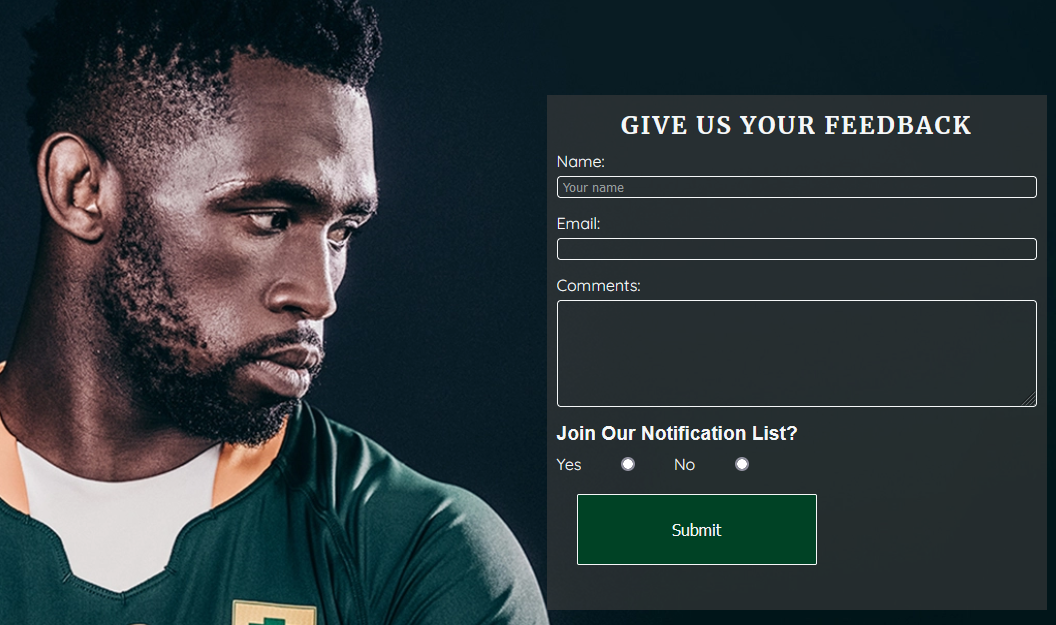 GIVE US YOUR FEEDBACK
Name:
Your name
Email:
Comments:
Join Our Notification List?
Yes No
Submit